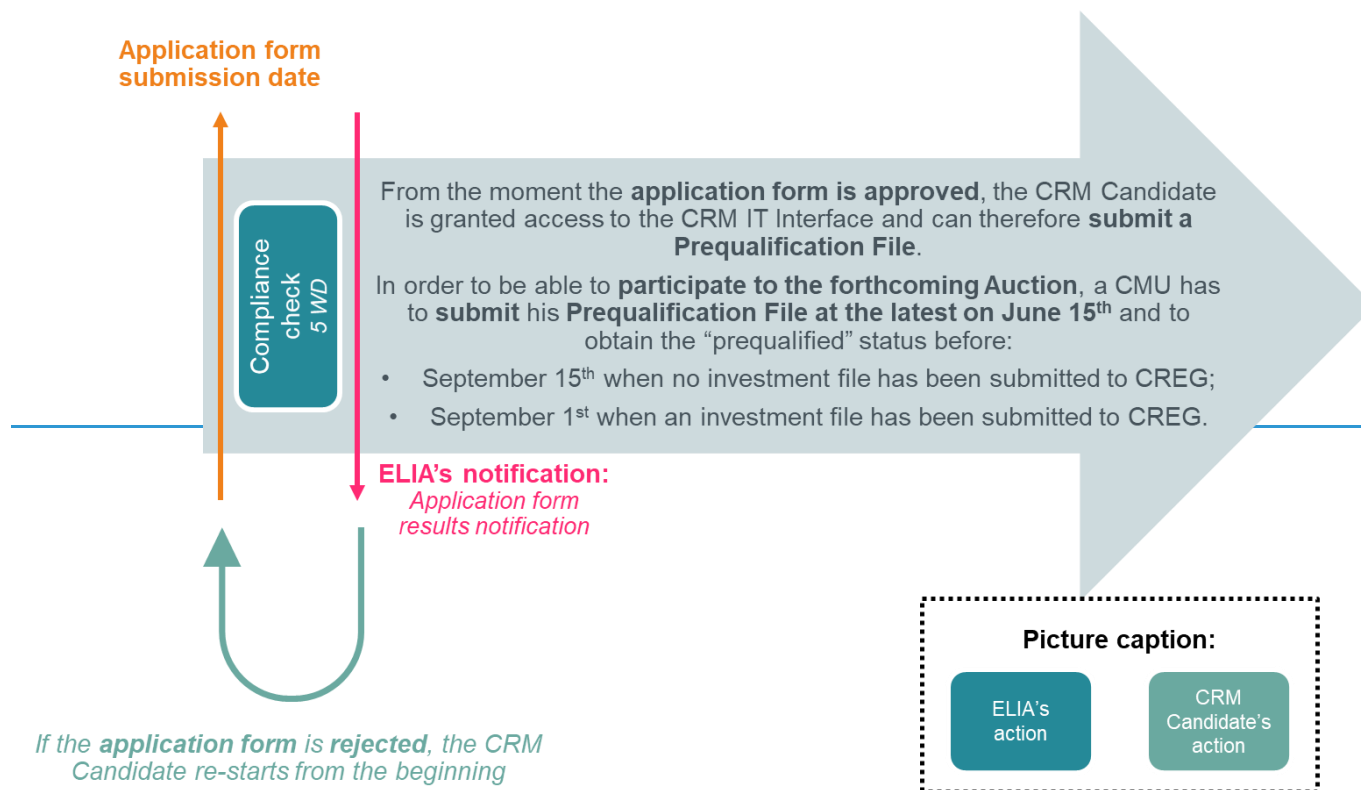 Application form
submission date
Compliance
check
5 WD
From the moment the application form is approved, the CRM Candidate
is granted access to the CRM IT Interface and can therefore submit a
Prequalification File.
In order to be able to participate to the forthcoming Auction, a CMU has
to submit his Prequalification File at the latest on June 15th and to
obtain the “prequalified” status before:
• September 15th when no investment file has been submitted to CREG;
• September 1st when an investment file has been submitted to CREG.
ELIA’s notification:
Application form
results notification
If the application form is rejected, the CRM
Candidate re-starts from the beginning
Picture caption:
ELIA’s
action
CRM
Candidate’s
action